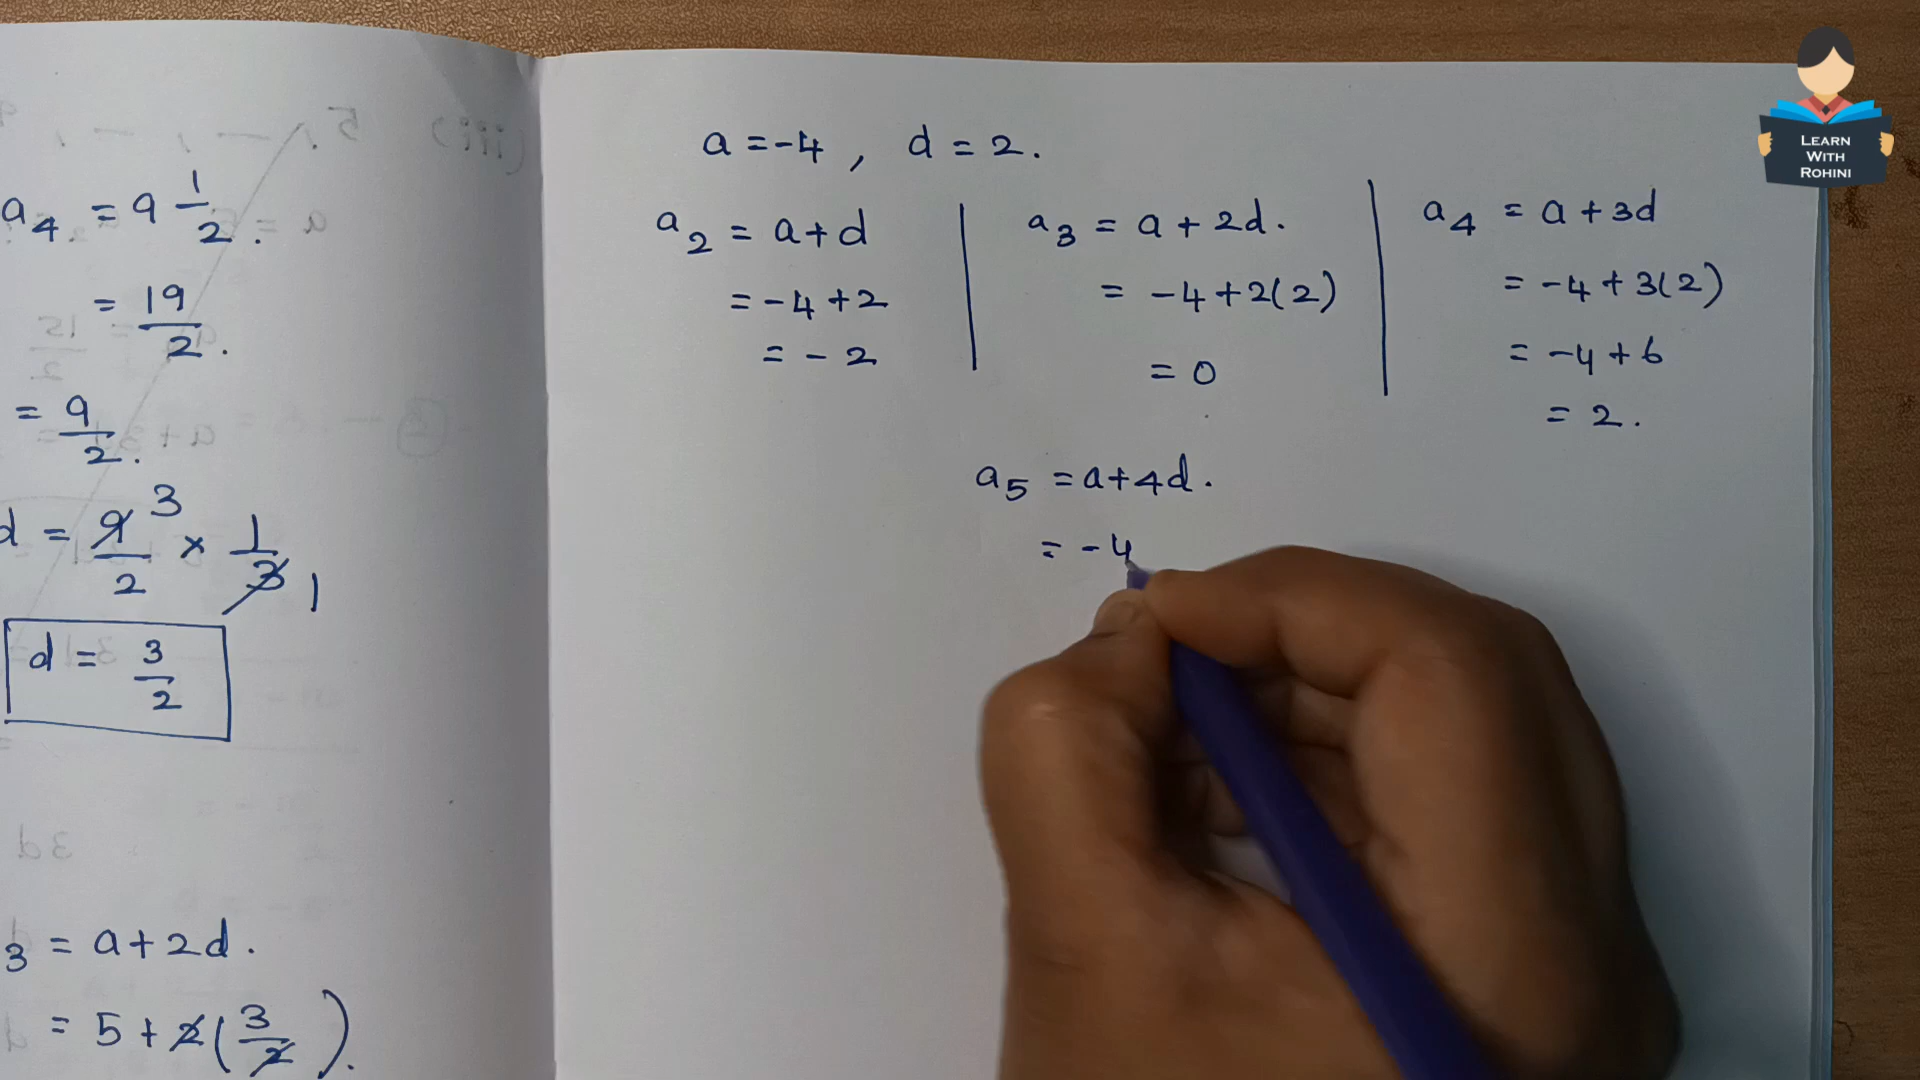 a₄ = 9 1/2.
= 19/2.
= 9/2.
d = 9/2 3 × 1/3 1
d = 3/2
3 = a+2d.
= 5+2(3/2).
a = -4, d = 2.
a₂ = a+d
= -4+2
= -2
a₃ = a+2d.
= -4+2(2)
= 0
a₄ = a+3d
= -4+3(2)
= -4+6
= 2.
a₅ = a+4d.
= -4
LEARN
WITH
ROHINI